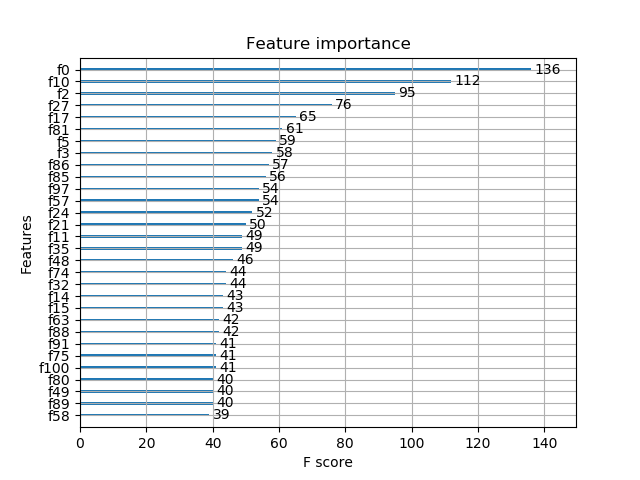 Feature importance
f0 136
f10 112
f2 95
f27 76
f17 65
f81 61
f5 59
f3 58
f86 57
f85 56
f97 54
f57 54
f24 52
f21 50
f11 49
f35 49
f48 46
f74 44
f32 44
f14 43
f15 43
f63 42
f88 42
f91 41
f75 41
f100 41
f80 40
f49 40
f89 40
f58 39
Features
0 20 40 60 80 100 120 140
F score